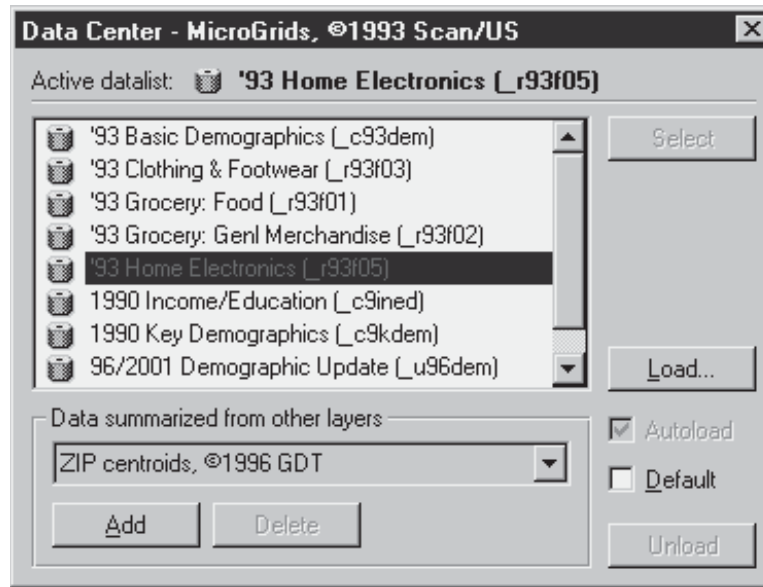 Data Center - MicroGrids, ©1993 Scan/US
Active datalist: '93 Home Electronics (_r93f05)
'93 Basic Demographics (_c93dem)
'93 Clothing & Footwear (_r93f03)
'93 Grocery: Food (_r93f01)
'93 Grocery: Genl Merchandise (_r93f02)
'93 Home Electronics (_r93f05)
1990 Income/Education (_c9ined)
1990 Key Demographics (_c9kdem)
96/2001 Demographic Update (_u96dem)
Select
Load...
Data summarized from other layers
ZIP centroids, ©1996 GDT
Add
Delete
Autoload
Default
Unload